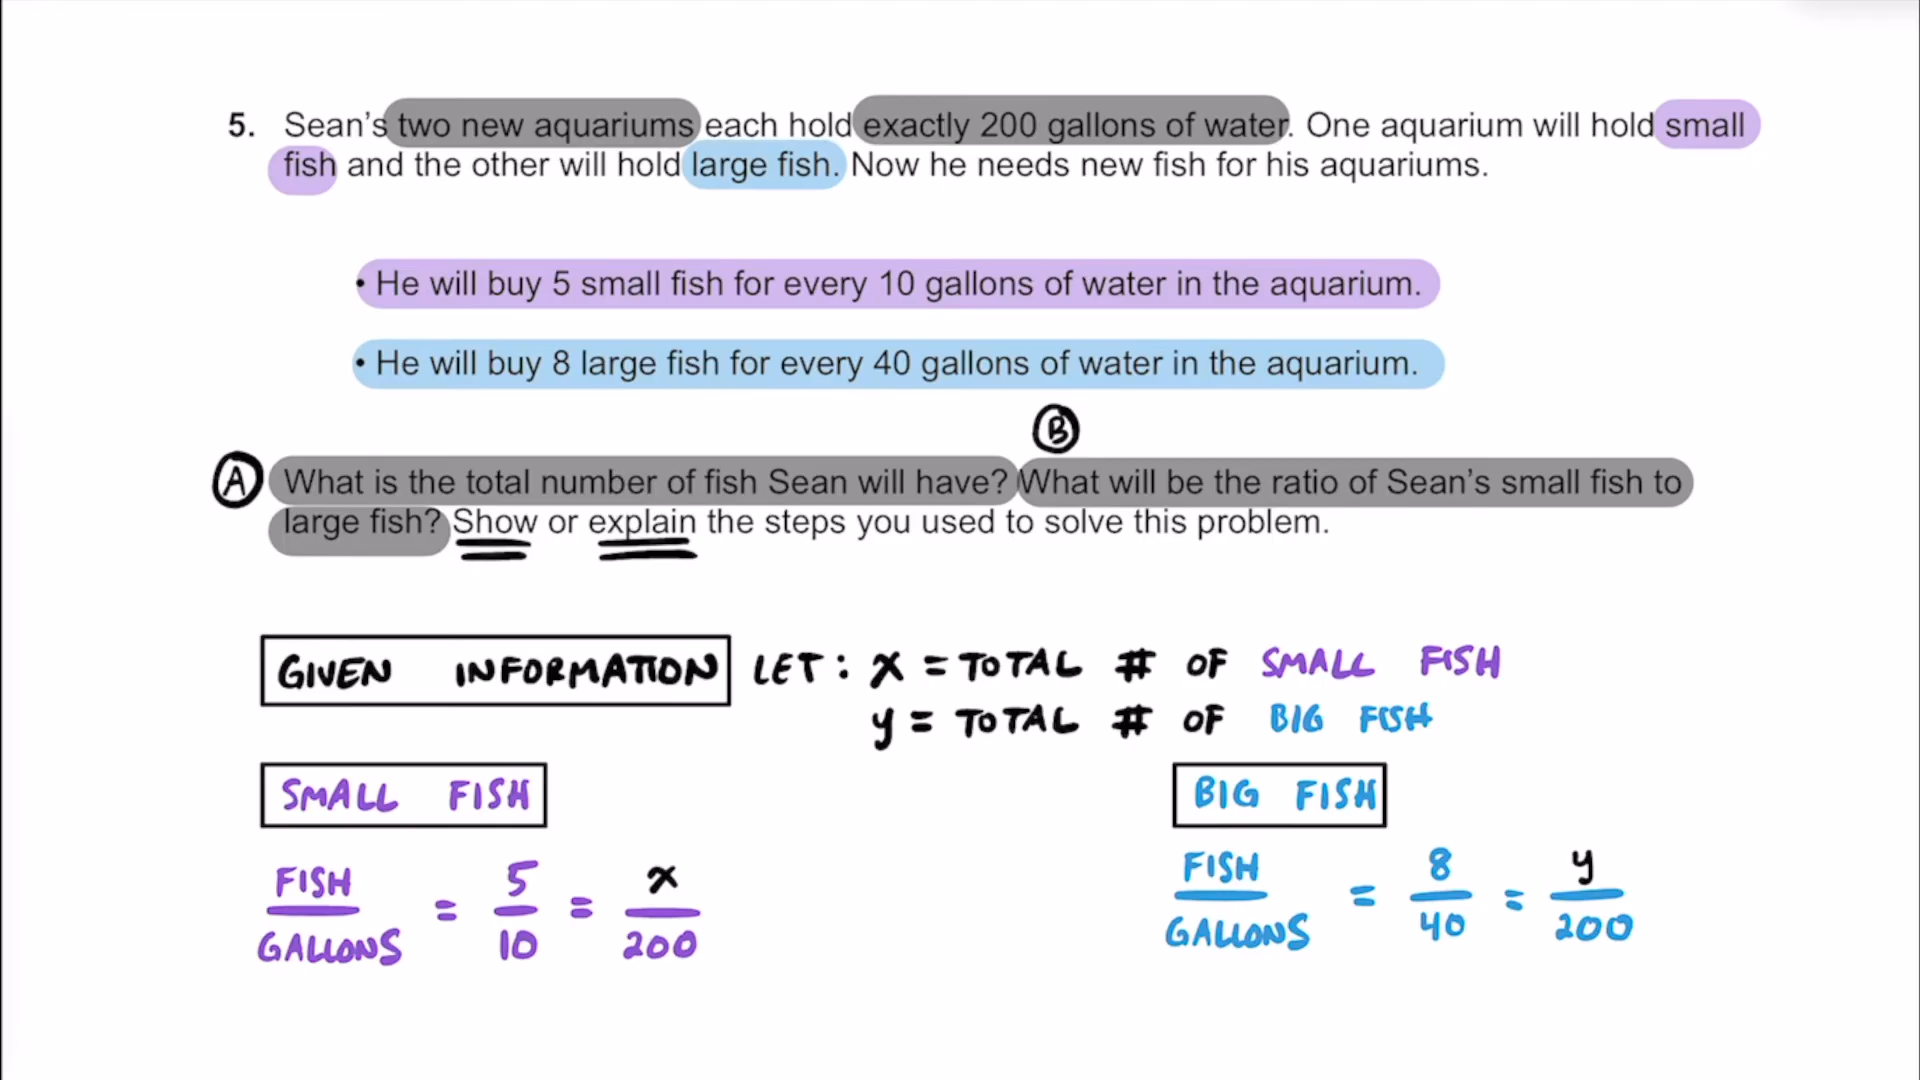 5. Sean's two new aquariums each hold exactly 200 gallons of water. One aquarium will hold small
fish and the other will hold large fish. Now he needs new fish for his aquariums.
• He will buy 5 small fish for every 10 gallons of water in the aquarium.
• He will buy 8 large fish for every 40 gallons of water in the aquarium.
B
A What is the total number of fish Sean will have? What will be the ratio of Sean's small fish to
large fish? Show or explain the steps you used to solve this problem.
GIVEN INFORMATION LET: x = TOTAL # OF SMALL FISH
y = TOTAL # OF BIG FISH
SMALL FISH
FISH/GALLONS = 5/10 = x/200
BIG FISH
FISH/GALLONS = 8/40 = y/200